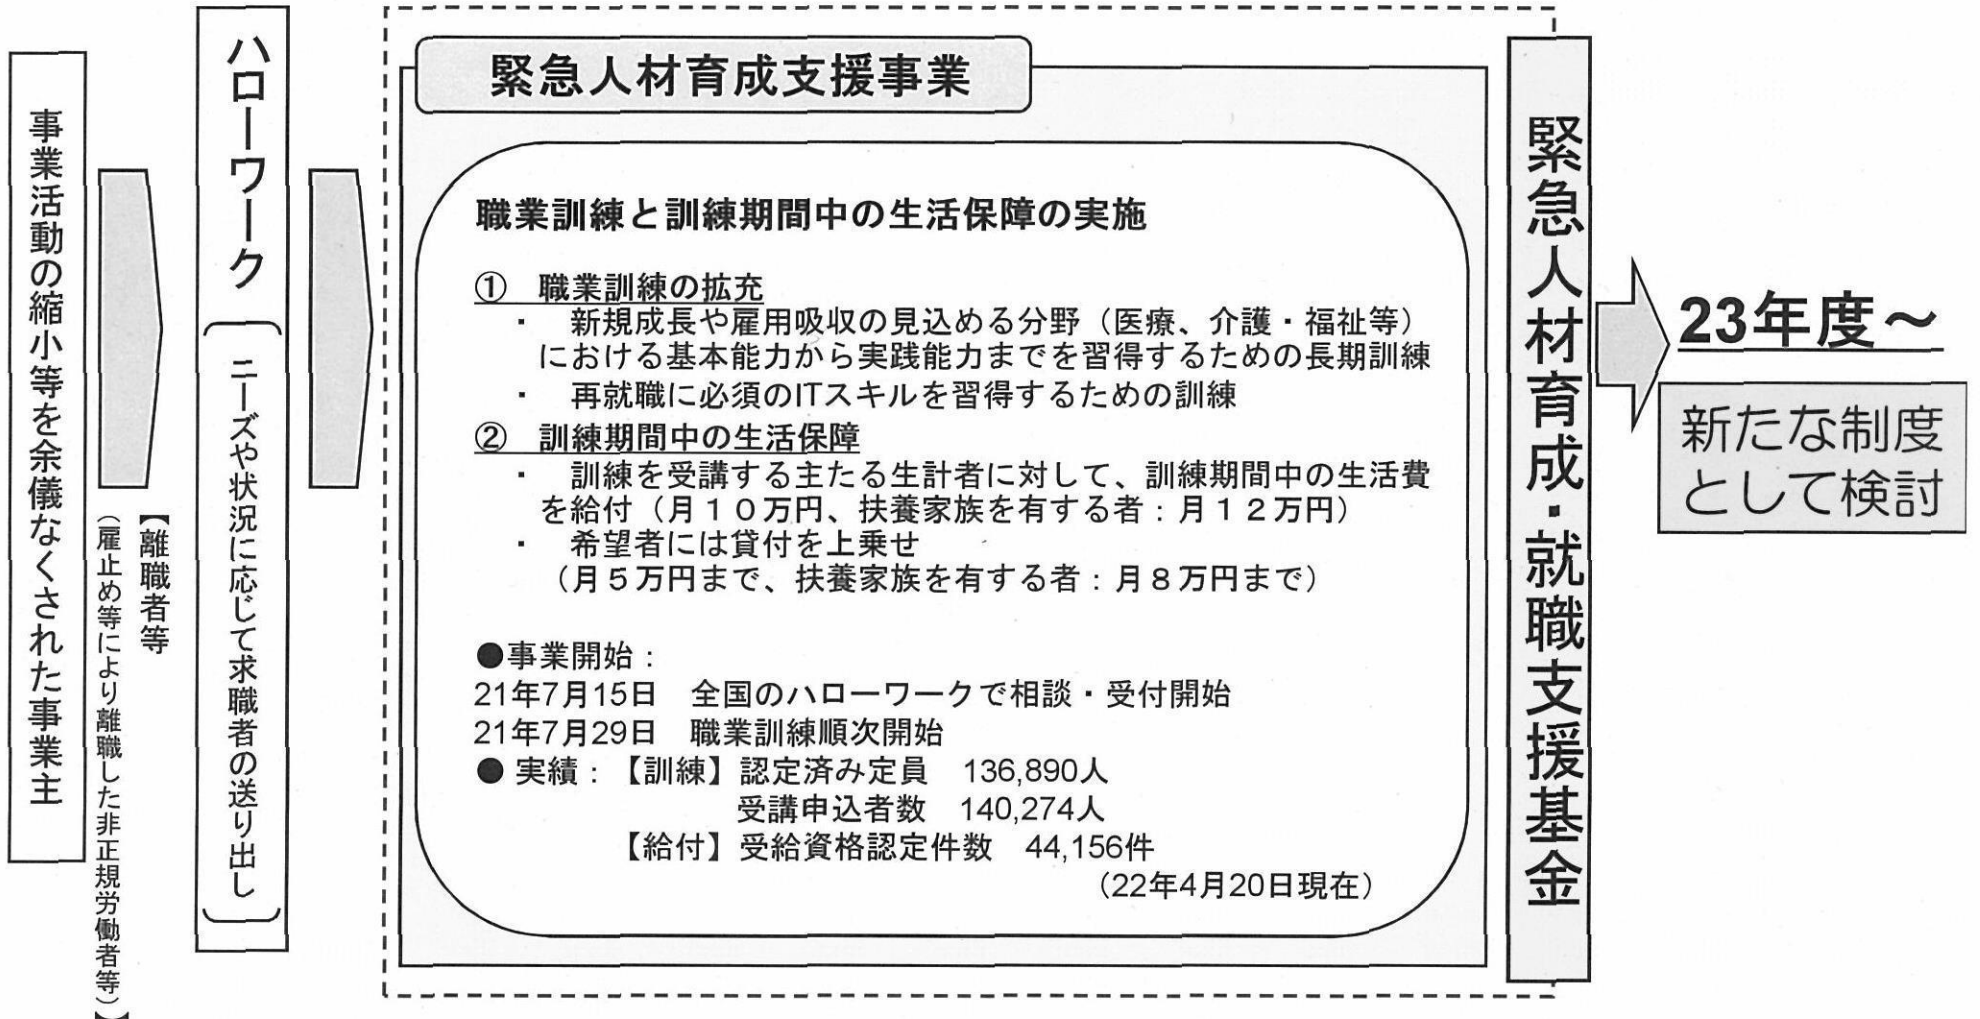 事業活動の縮小等を余儀なくされた事業主
【離職者等
（雇止め等により離職した非正規労働者等）】
ハローワーク
（ニーズや状況に応じて求職者の送り出し）
緊急人材育成支援事業
職業訓練と訓練期間中の生活保障の実施
① 職業訓練の拡充
・ 新規成長や雇用吸収の見込める分野（医療、介護・福祉等）
における基本能力から実践能力までを習得するための長期訓練
・ 再就職に必須のITスキルを習得するための訓練
② 訓練期間中の生活保障
・ 訓練を受講する主たる生計者に対して、訓練期間中の生活費
を給付（月１０万円、扶養家族を有する者：月１２万円）
・ 希望者には貸付を上乗せ
（月５万円まで、扶養家族を有する者：月８万円まで）
●事業開始：
21年7月15日 全国のハローワークで相談・受付開始
21年7月29日 職業訓練順次開始
● 実績：【訓練】認定済み定員 136,890人
受講申込者数 140,274人
【給付】受給資格認定件数 44,156件
（22年4月20日現在）
緊急人材育成・就職支援基金
23年度～
新たな制度
として検討